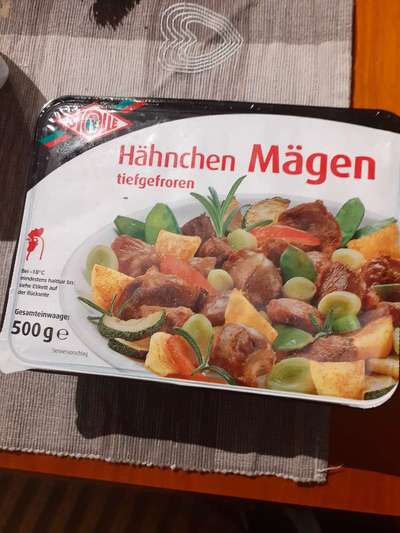 Hähnchen Mägen
tiefgefroren
Bei -18°C
mindestens haltbar bis:
siehe Etikett auf
der Rückseite
Gesamteinwaage:
500g e
Serviervorschlag